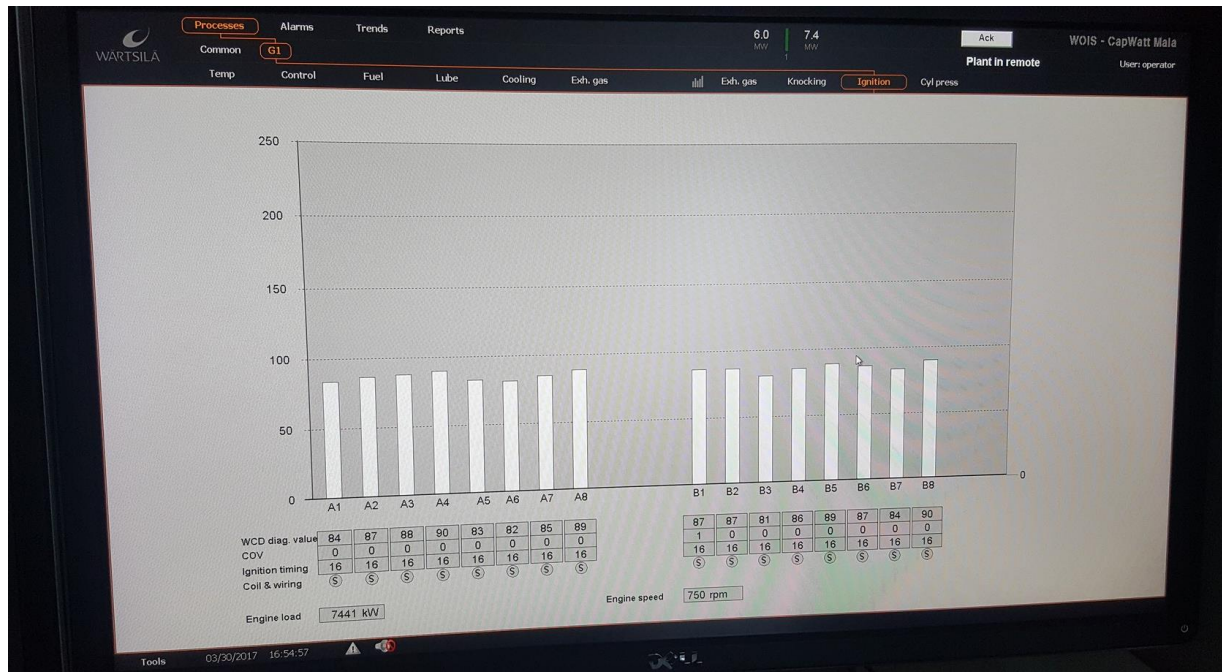 WÄRTSILÄ
Processes Alarms Trends Reports
6.0 7.4
MW MW
1
Ack
WOIS - CapWatt Maia
Common G1
Plant in remote
User: operator
Temp Control Fuel Lube Cooling Exh. gas Exh. gas Knocking Ignition Cyl press
250
200
150
100
50
0
0
A1 A2 A3 A4 A5 A6 A7 A8 B1 B2 B3 B4 B5 B6 B7 B8
WCD diag. value 84 87 88 90 83 82 85 89 87 87 81 86 89 87 84 90
COV 0 0 0 0 0 0 0 0 1 0 0 0 0 0 0 0
Ignition timing 16 16 16 16 16 16 16 16 16 16 16 16 16 16 16 16
Coil & wiring S S S S S S S S S S S S S S S S
Engine load 7441 kW
Engine speed 750 rpm
Tools 03/30/2017 16:54:57